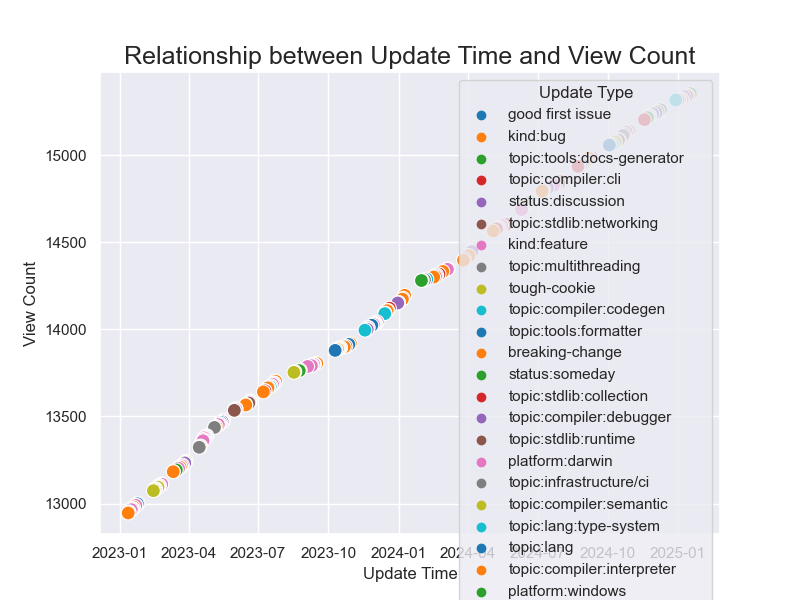 Relationship between Update Time and View Count
View Count
15000
14500
14000
13500
13000
2023-01
2023-04
2023-07
2023-10
2024-01
2024-04
2024-07
2024-10
2025-01
Update Time
Update Type
good first issue
kind:bug
topic:tools:docs-generator
topic:compiler:cli
status:discussion
topic:stdlib:networking
kind:feature
topic:multithreading
tough-cookie
topic:compiler:codegen
topic:tools:formatter
breaking-change
status:someday
topic:stdlib:collection
topic:compiler:debugger
topic:stdlib:runtime
platform:darwin
topic:infrastructure/ci
topic:compiler:semantic
topic:lang:type-system
topic:lang
topic:compiler:interpreter
platform:windows